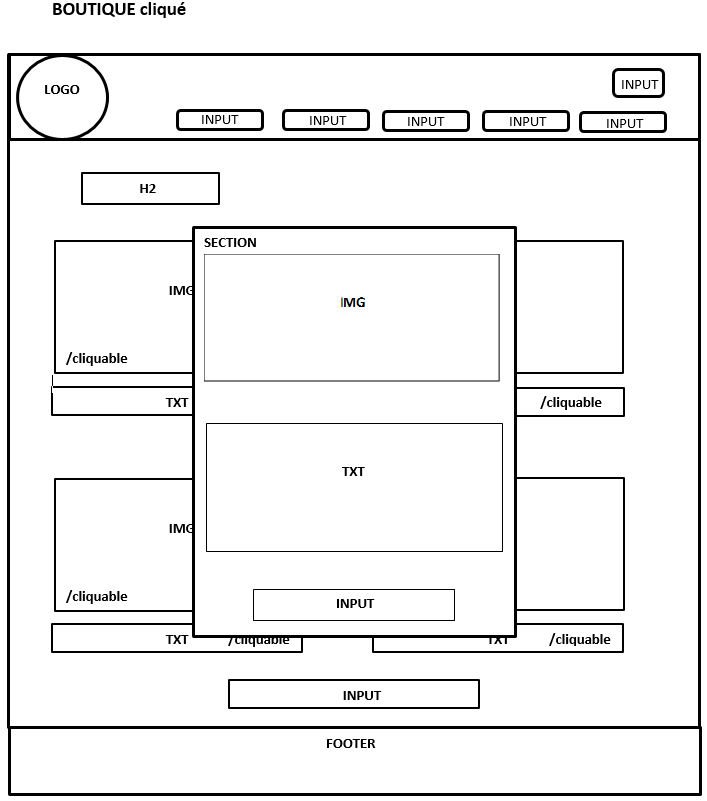 BOUTIQUE cliqué
LOGO
INPUT
INPUT
INPUT
INPUT
INPUT
INPUT
H2
SECTION
IMG
IMG
/cliquable
TXT
/cliquable
TXT
IMG
/cliquable
INPUT
TXT /cliquable
TXT /cliquable
INPUT
FOOTER